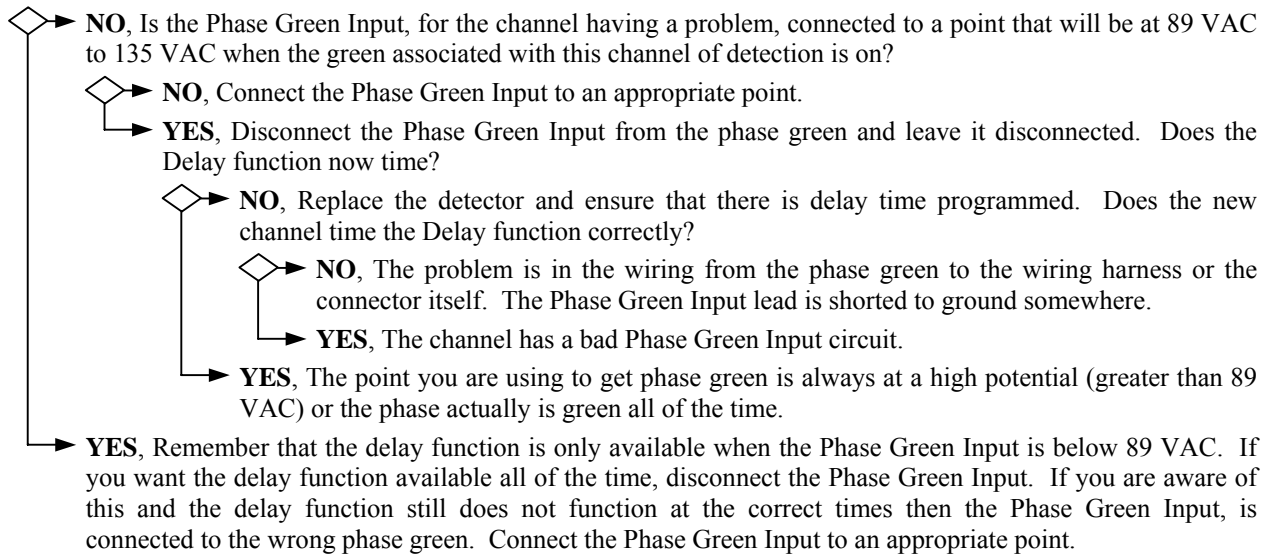 NO, Is the Phase Green Input, for the channel having a problem, connected to a point that will be at 89 VAC
to 135 VAC when the green associated with this channel of detection is on?
NO, Connect the Phase Green Input to an appropriate point.
YES, Disconnect the Phase Green Input from the phase green and leave it disconnected. Does the
Delay function now time?
NO, Replace the detector and ensure that there is delay time programmed. Does the new
channel time the Delay function correctly?
NO, The problem is in the wiring from the phase green to the wiring harness or the
connector itself. The Phase Green Input lead is shorted to ground somewhere.
YES, The channel has a bad Phase Green Input circuit.
YES, The point you are using to get phase green is always at a high potential (greater than 89
VAC) or the phase actually is green all of the time.
YES, Remember that the delay function is only available when the Phase Green Input is below 89 VAC. If
you want the delay function available all of the time, disconnect the Phase Green Input. If you are aware of
this and the delay function still does not function at the correct times then the Phase Green Input, is
connected to the wrong phase green. Connect the Phase Green Input to an appropriate point.